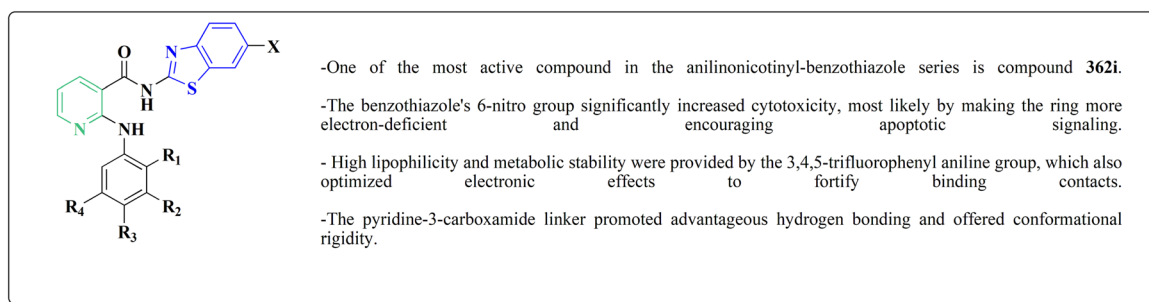 O
N
X
NH
S
N
NH
R1
R4
R2
R3
-One of the most active compound in the anilinonicotinyl-benzothiazole series is compound 362i.
-The benzothiazole's 6-nitro group significantly increased cytotoxicity, most likely by making the ring more
electron-deficient and encouraging apoptotic signaling.
- High lipophilicity and metabolic stability were provided by the 3,4,5-trifluorophenyl aniline group, which also
optimized electronic effects to fortify binding contacts.
-The pyridine-3-carboxamide linker promoted advantageous hydrogen bonding and offered conformational
rigidity.